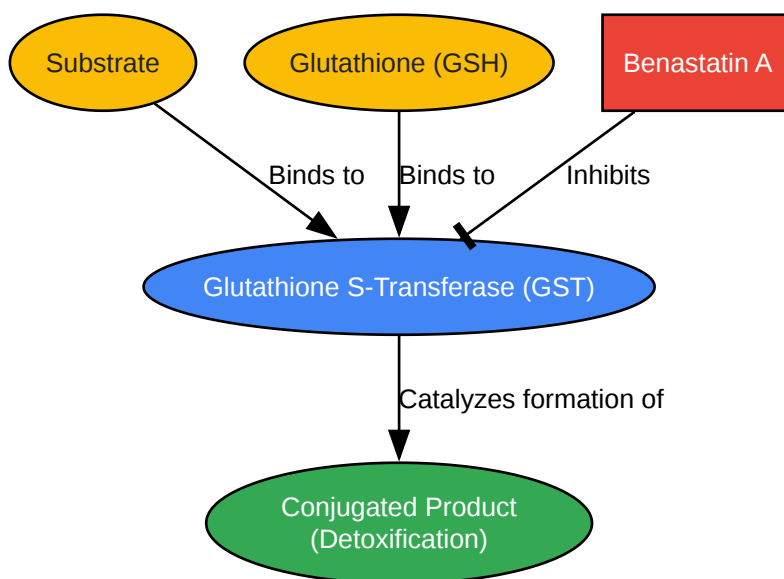 Substrate
Glutathione (GSH)
Benastatin A
Binds to
Binds to
Inhibits
Glutathione S-Transferase (GST)
Catalyzes formation of
Conjugated Product
(Detoxification)